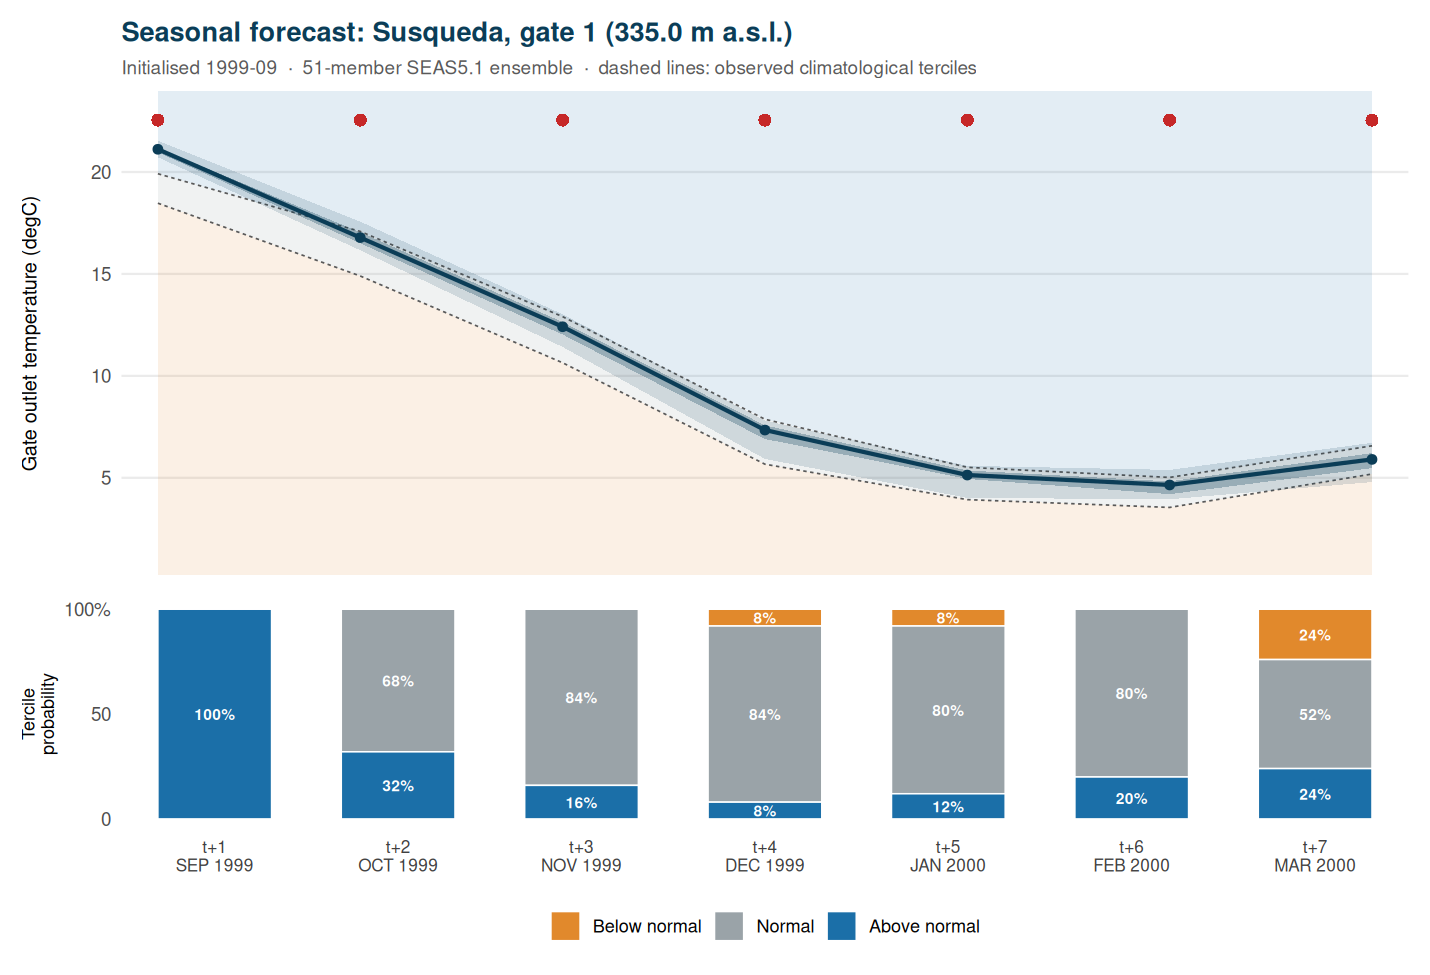 Seasonal forecast: Susqueda, gate 1 (335.0 m a.s.l.)
Initialised 1999-09 · 51-member SEAS5.1 ensemble · dashed lines: observed climatological terciles
Gate outlet temperature (degC)
20
15
10
5
Tercile
probability
100%
50
0
100%
68%
32%
84%
16%
8%
84%
8%
8%
80%
12%
80%
20%
24%
52%
24%
t+1
SEP 1999
t+2
OCT 1999
t+3
NOV 1999
t+4
DEC 1999
t+5
JAN 2000
t+6
FEB 2000
t+7
MAR 2000
Below normal
Normal
Above normal